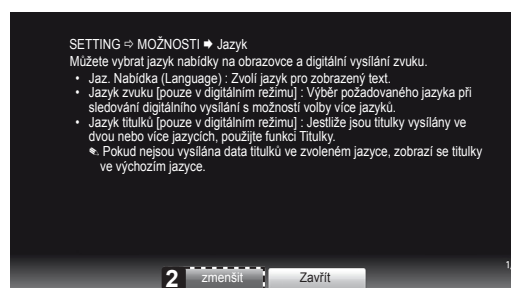 SETTING ⇨ MOŽNOSTI ➡ Jazyk
Můžete vybrat jazyk nabídky na obrazovce a digitální vysílání zvuku.
• Jaz. Nabídka (Language) : Zvolí jazyk pro zobrazený text.
• Jazyk zvuku [pouze v digitálním režimu] : Výběr požadovaného jazyka při
sledování digitálního vysílání s možností volby více jazyků.
• Jazyk titulků [pouze v digitálním režimu] : Jestliže jsou titulky vysílány ve
dvou nebo více jazycích, použijte funkci Titulky.
✎ Pokud nejsou vysílána data titulků ve zvoleném jazyce, zobrazí se titulky
ve výchozím jazyce.
2 zmenšit Zavřít